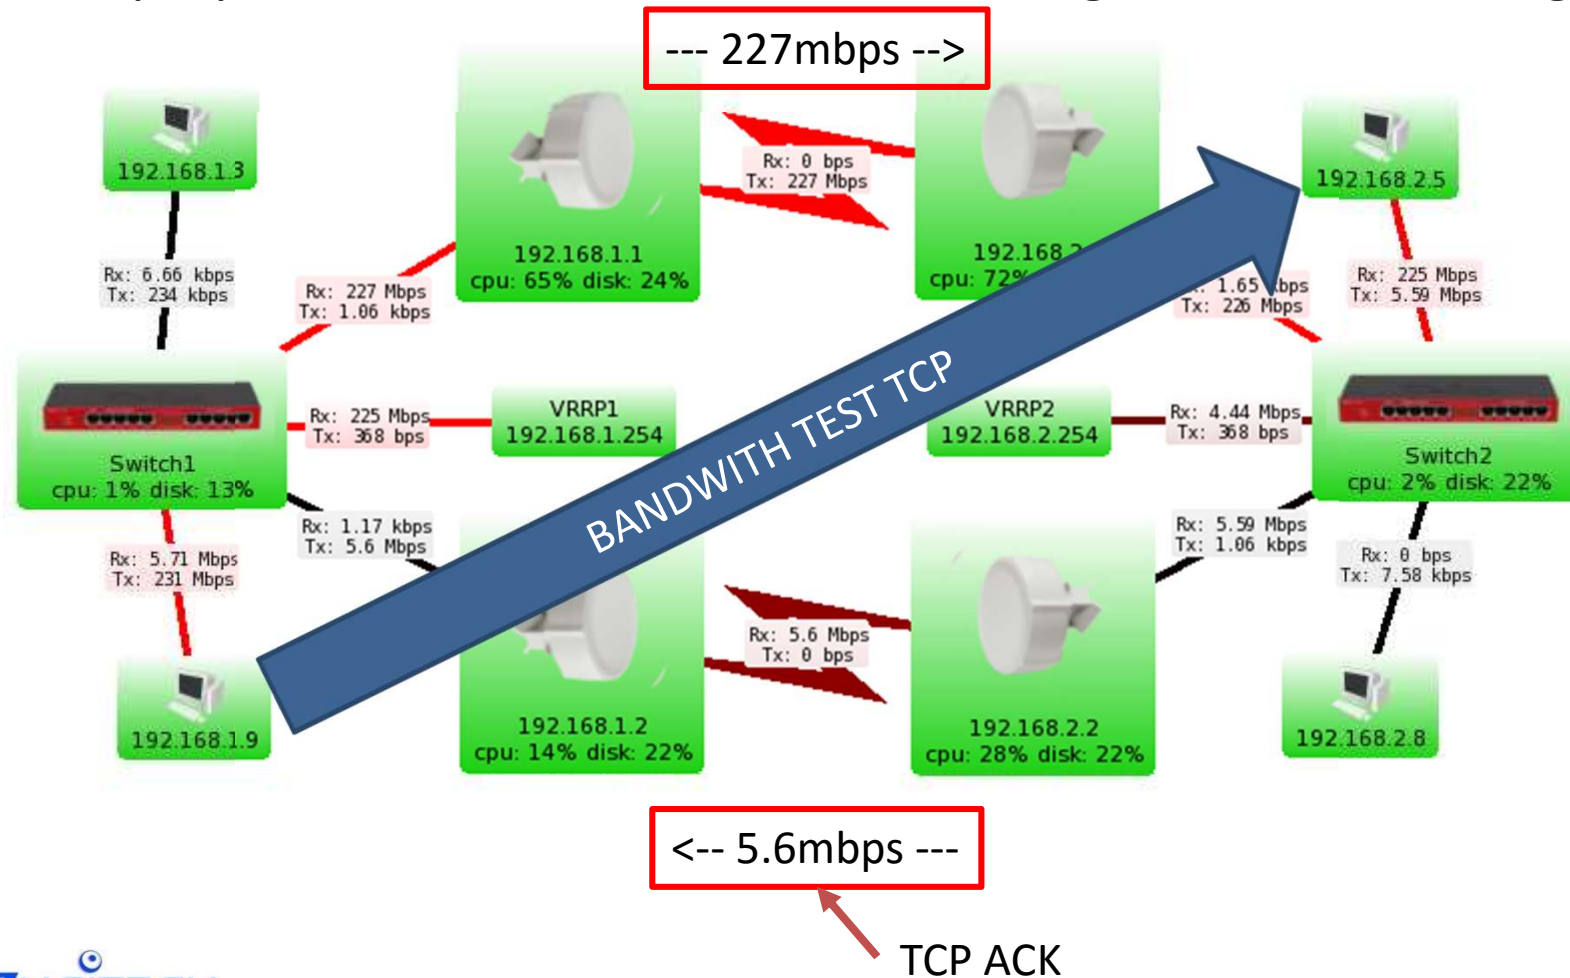 --- 227mbps -->
192.168.1.3
192.168.2.5
Rx: 0 bps
Tx: 227 Mbps
192.168.1.1
cpu: 65% disk: 24%
192.168.2
cpu: 72%
Rx: 6.66 kbps
Tx: 234 kbps
Rx: 227 Mbps
Tx: 1.06 kbps
1.65
Tx: 226 Mbps
Rx: 225 Mbps
Tx: 5.59 Mbps
Switch1
cpu: 1% disk: 13%
Rx: 225 Mbps
Tx: 368 bps
VRRP1
192.168.1.254
BANDWITH TEST TCP
VRRP2
192.168.2.254
Rx: 4.44 Mbps
Tx: 368 bps
Switch2
cpu: 2% disk: 22%
Rx: 5.71 Mbps
Tx: 231 Mbps
Rx: 1.17 kbps
Tx: 5.6 Mbps
Rx: 5.59 Mbps
Tx: 1.06 kbps
Rx: 0 bps
Tx: 7.58 kbps
Rx: 5.6 Mbps
Tx: 0 bps
192.168.1.9
192.168.1.2
cpu: 14% disk: 22%
192.168.2.2
cpu: 28% disk: 22%
192.168.2.8
<-- 5.6mbps ---
TCP ACK